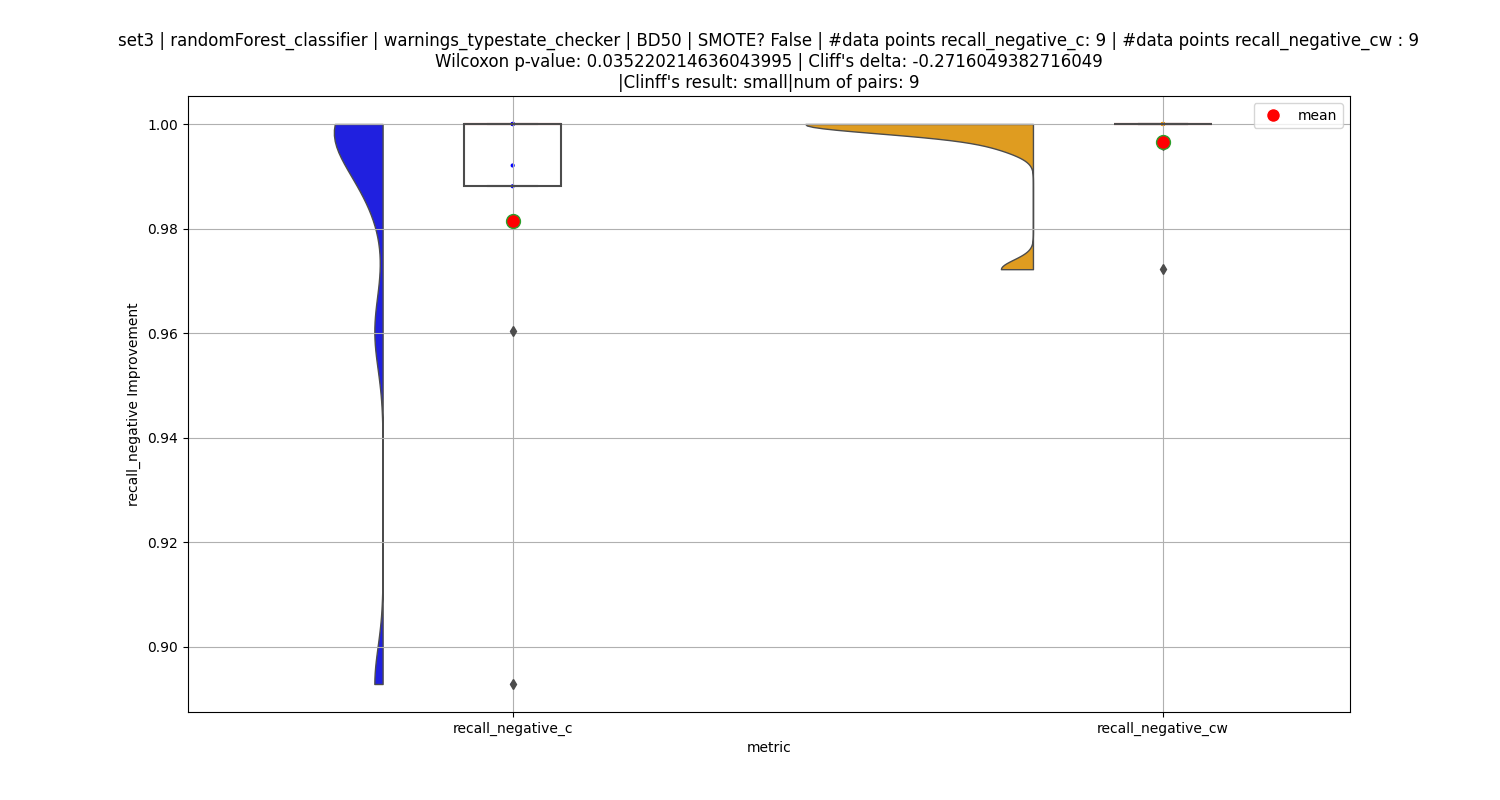 set3 | randomForest_classifier | warnings_typestate_checker | BD50 | SMOTE? False | #data points recall_negative_c: 9 | #data points recall_negative_cw : 9
Wilcoxon p-value: 0.035220214636043995 | Cliff's delta: -0.2716049382716049
|Clinff's result: small|num of pairs: 9
mean
1.00
0.98
0.96
0.94
0.92
0.90
recall_negative Improvement
recall_negative_c
recall_negative_cw
metric